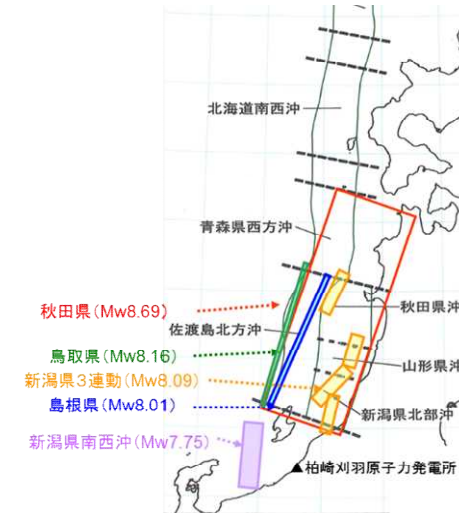 北海道南西沖
青森県西方沖
秋田県(Mw8.69)
佐渡島北方沖
秋田県沖
鳥取県(Mw8.16)
山形県沖
新潟県3連動(Mw8.09)
島根県(Mw8.01)
新潟県北部沖
新潟県南西沖(Mw7.75)
▲柏崎刈羽原子力発電所